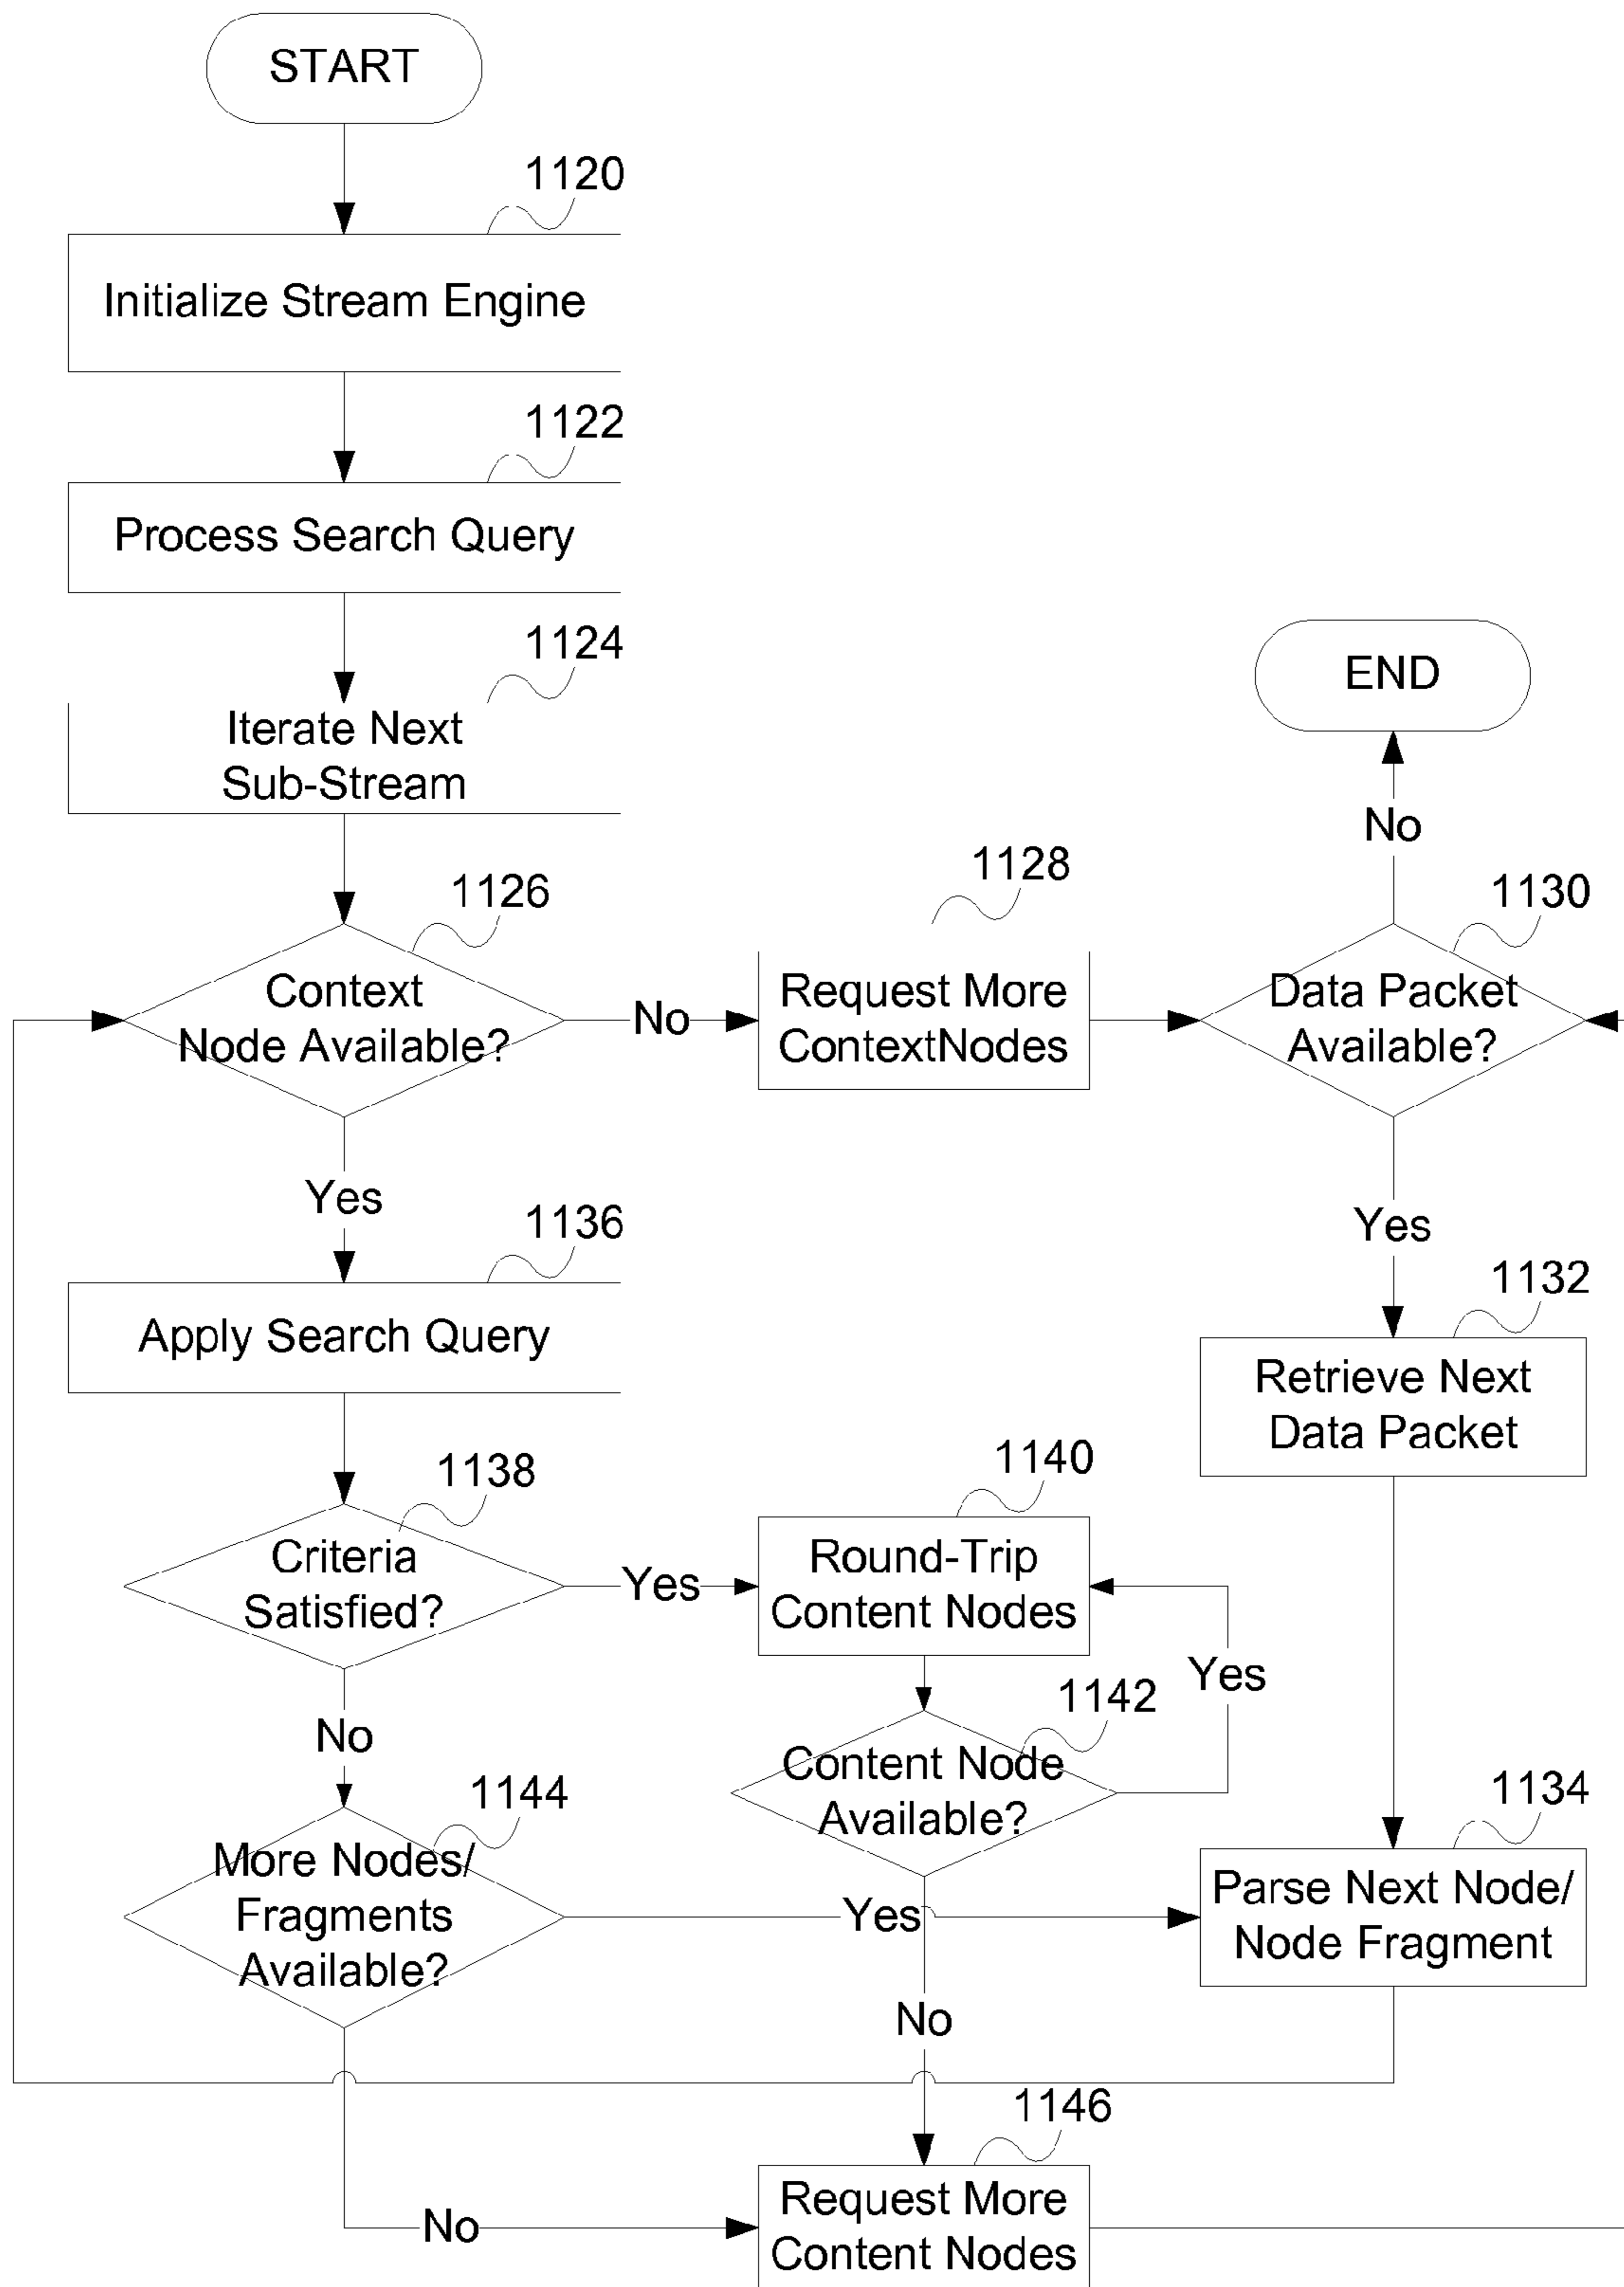 START
1120
Initialize Stream Engine
1122
Process Search Query
1124
Iterate Next
Sub-Stream
END
No
1126
Context
Node Available?
No
1128
Request More
ContextNodes
1130
Data Packet
Available?
Yes
Yes
1136
Apply Search Query
1132
Retrieve Next
Data Packet
1138
Criteria
Satisfied?
Yes
1140
Round-Trip
Content Nodes
Yes
No
1142
Content Node
Available?
1144
More Nodes/
Fragments
Available?
Yes
1134
Parse Next Node/
Node Fragment
No
1146
Request More
Content Nodes
No